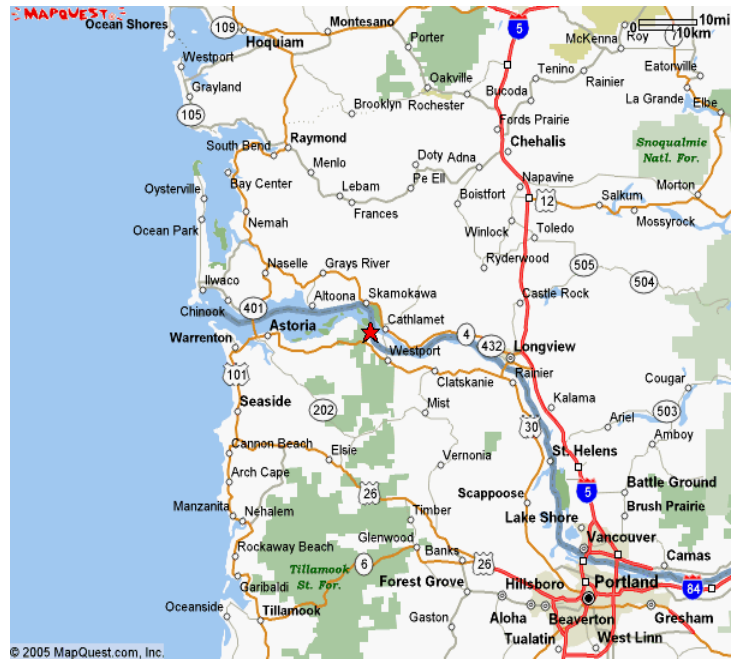 MAPQUEST.
Ocean Shores
109
Hoquiam
Montesano
Porter
5
McKenna
Roy
7
10mi
10km
Westport
Grayland
Oakville
Bucoda
Tenino
Rainier
Eatonville
La Grande
Elbe
105
Brooklyn
Rochester
Fords Prairie
Raymond
South Bend
Menlo
Doty
Adna
Chehalis
Snoqualmie
Natl. For.
Bay Center
Lebam
Pe Ell
Napavine
Oysterville
Frances
Boistfort
12
Salkum
Morton
Ocean Park
Nemah
Winlock
Toledo
Mossyrock
Naselle
Grays River
Ryderwood
505
504
Ilwaco
Altoona
Skamokawa
Castle Rock
Chinook
401
Astoria
Cathlamet
4
432
Longview
Warrenton
Westport
Rainier
101
Clatskanie
Kalama
Cougar
Seaside
202
Mist
30
Ariel
503
Cannon Beach
Elsie
Vernonia
St. Helens
Amboy
Arch Cape
26
Scappoose
5
Battle Ground
Manzanita
Nehalem
Timber
Lake Shore
Brush Prairie
Rockaway Beach
Glenwood
Banks
Vancouver
Camas
Tillamook
St. For.
6
26
Garibaldi
Forest Grove
Hillsboro
Portland
84
Oceanside
Tillamook
Gaston
Aloha
Beaverton
Gresham
Tualatin
West Linn
© 2005 MapQuest.com, Inc.